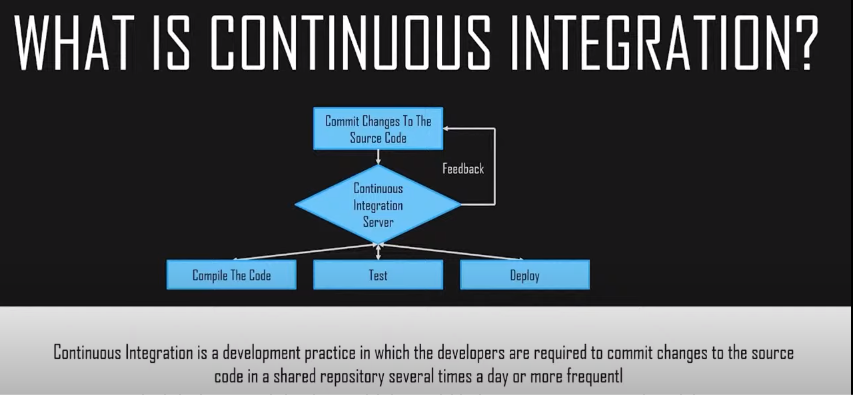 WHAT IS CONTINUOUS INTEGRATION?
Commit Changes To The
Source Code
Feedback
Continuous
Integration
Server
Compile The Code
Test
Deploy
Continuous Integration is a development practice in which the developers are required to commit changes to the source
code in a shared repository several times a day or more frequentl